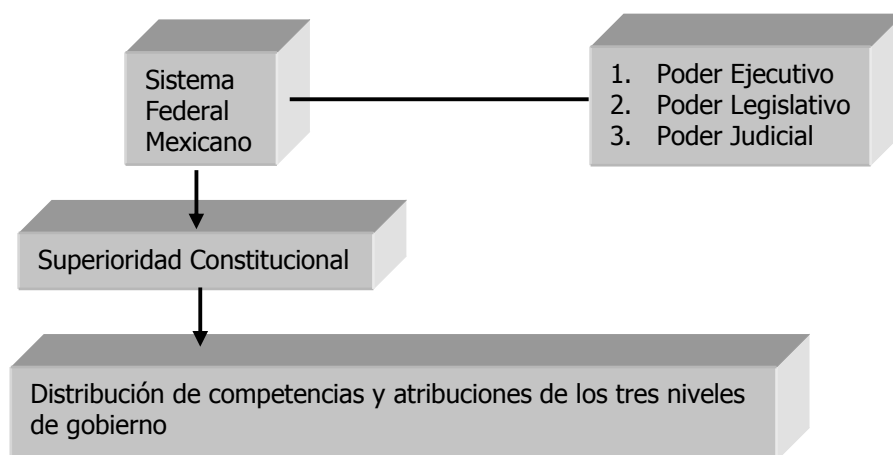 Sistema
Federal
Mexicano
1. Poder Ejecutivo
2. Poder Legislativo
3. Poder Judicial
Superioridad Constitucional
Distribución de competencias y atribuciones de los tres niveles
de gobierno